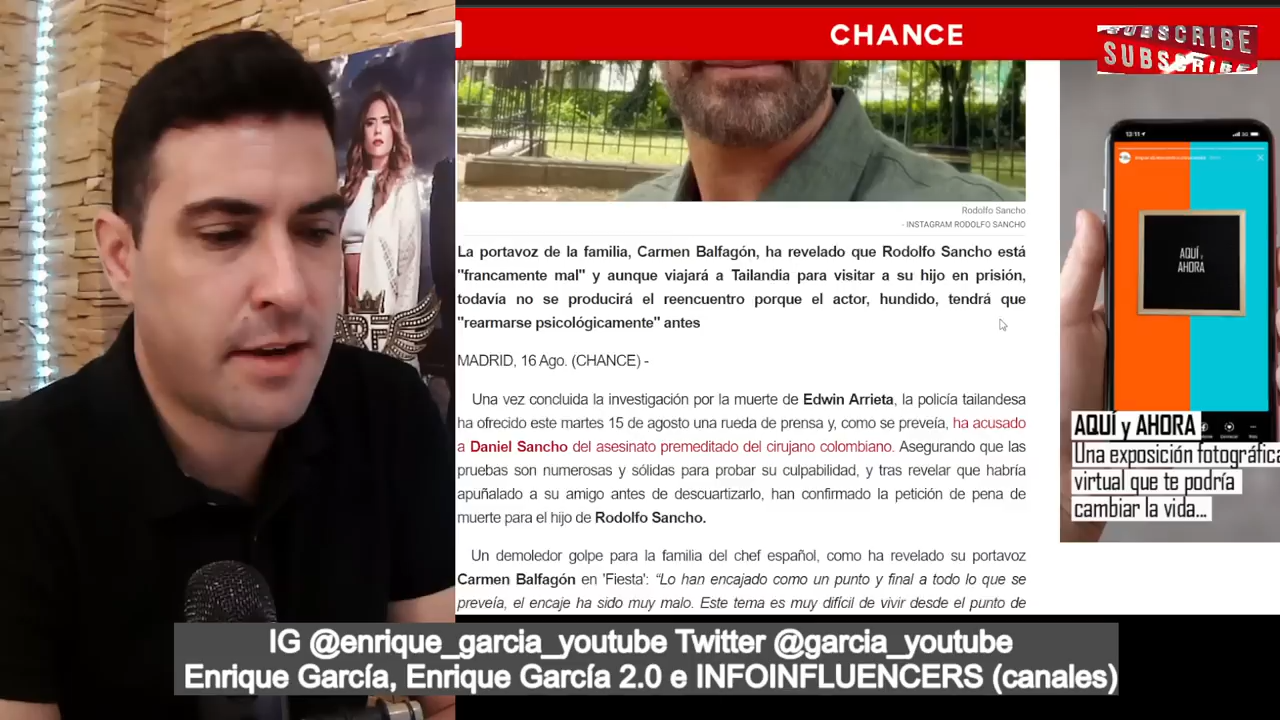 CHANCE
SUBSCRIBE
SUBSCRIBE
Rodolfo Sancho
- INSTAGRAM RODOLFO SANCHO
La portavoz de la familia, Carmen Balfagón, ha revelado que Rodolfo Sancho está
"francamente mal" y aunque viajará a Tailandia para visitar a su hijo en prisión,
todavía no se producirá el reencuentro porque el actor, hundido, tendrá que
"rearmarse psicológicamente" antes
MADRID, 16 Ago. (CHANCE) -
Una vez concluida la investigación por la muerte de Edwin Arrieta, la policía tailandesa
ha ofrecido este martes 15 de agosto una rueda de prensa y, como se preveía, ha acusado
a Daniel Sancho del asesinato premeditado del cirujano colombiano. Asegurando que las
pruebas son numerosas y sólidas para probar su culpabilidad, y tras revelar que habría
apuñalado a su amigo antes de descuartizarlo, han confirmado la petición de pena de
muerte para el hijo de Rodolfo Sancho.
Un demoledor golpe para la familia del chef español, como ha revelado su portavoz
Carmen Balfagón en 'Fiesta': “Lo han encajado como un punto y final a todo lo que se
preveía, el encaje ha sido muy malo. Este tema es muy difícil de vivir desde el punto de
AQUÍ y
AHORA
AQUÍ y AHORA
Una exposición fotográfica
virtual que te podría
cambiar la vida...
IG @enrique_garcia_youtube Twitter @garcia_youtube
Enrique García, Enrique García 2.0 e INFOINFLUENCERS (canales)